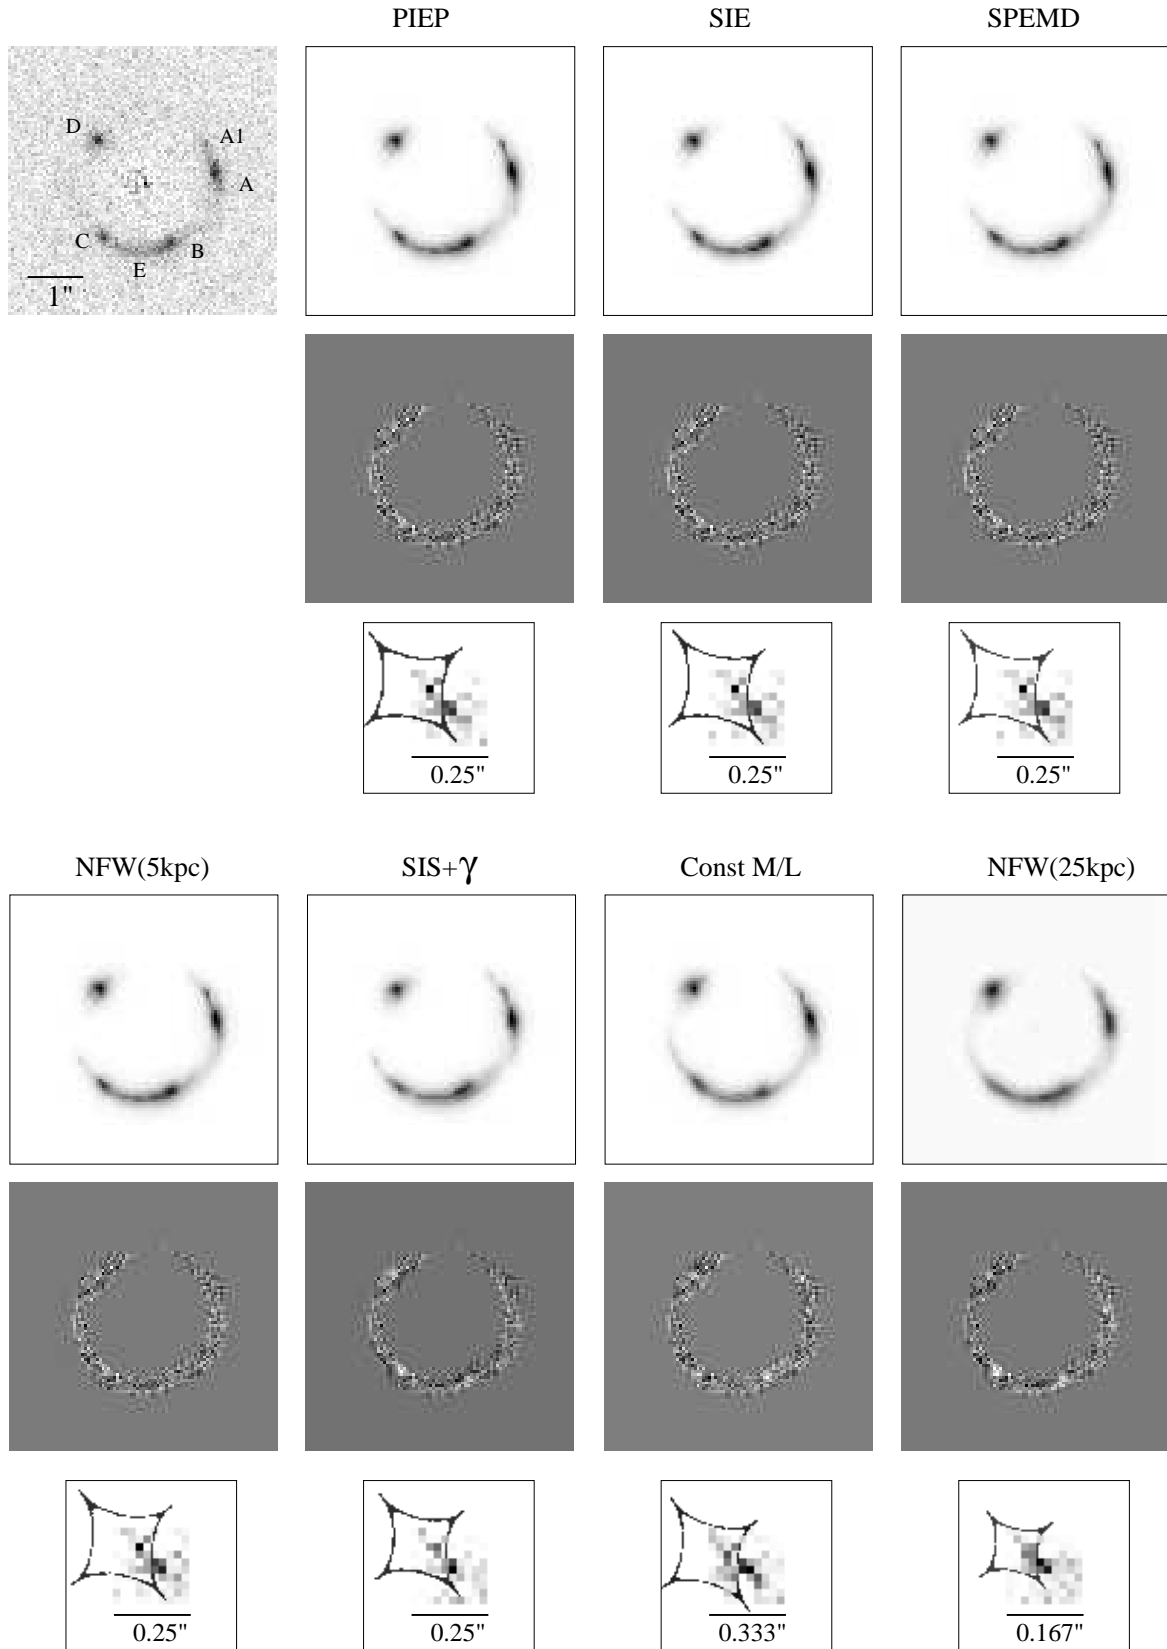 PIEP SIE SPEMD
D
A1
A
C
B
E
1"
0.25" 0.25" 0.25"
NFW(5kpc) SIS+γ Const M/L NFW(25kpc)
0.25" 0.25" 0.333" 0.167"